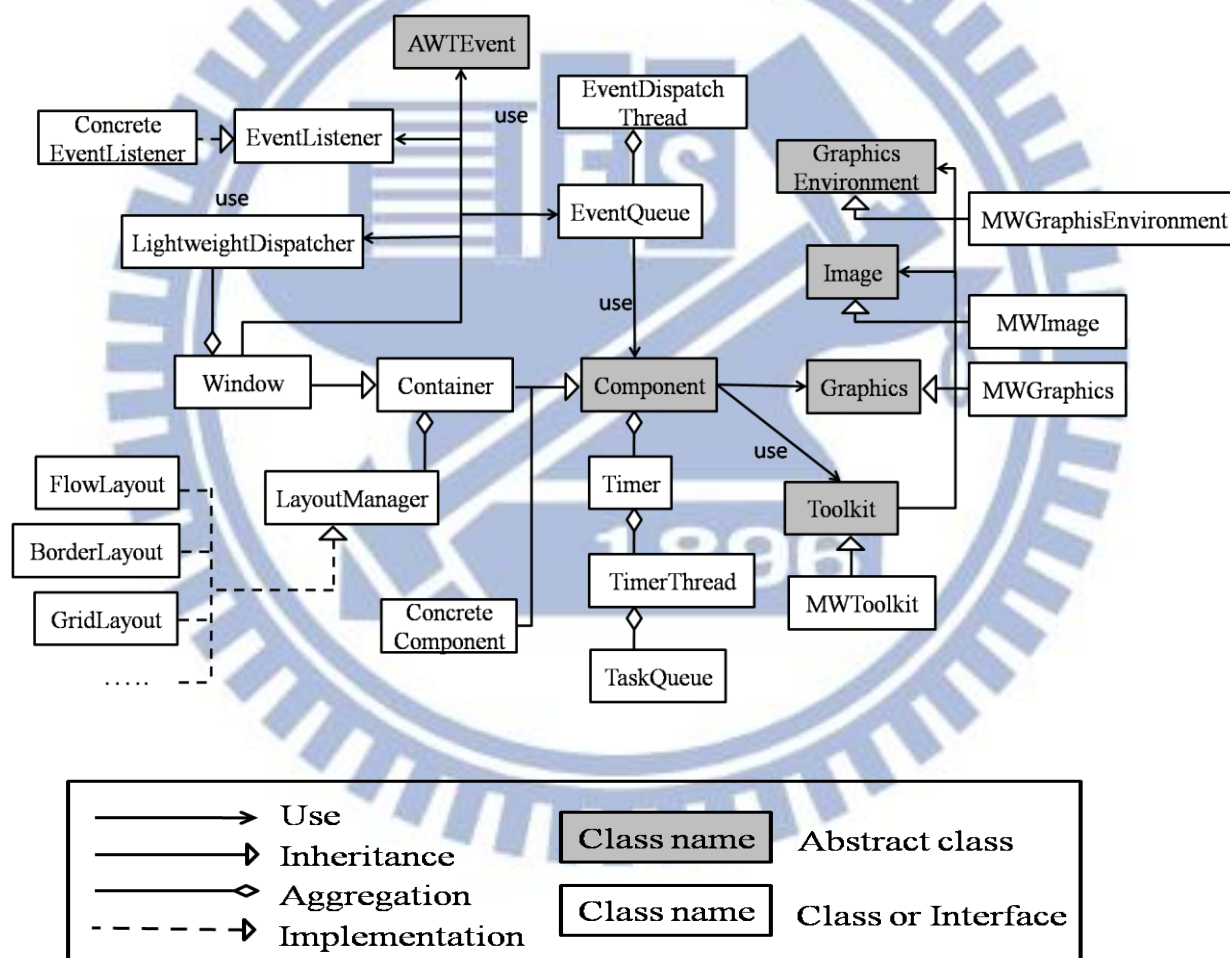 AWTEvent
use
EventDispatch
Thread
Concrete
EventListener
EventListener
Graphics
Environment
use
EventQueue
MWGraphisEnvironment
LightweightDispatcher
Image
use
MWImage
Window
Container
Component
Graphics
MWGraphics
use
FlowLayout
LayoutManager
Timer
Toolkit
BorderLayout
1896
TimerThread
MWToolkit
GridLayout
Concrete
Component
.....
TaskQueue
Use
Inheritance
Aggregation
Implementation
Class name
Abstract class
Class name
Class or Interface